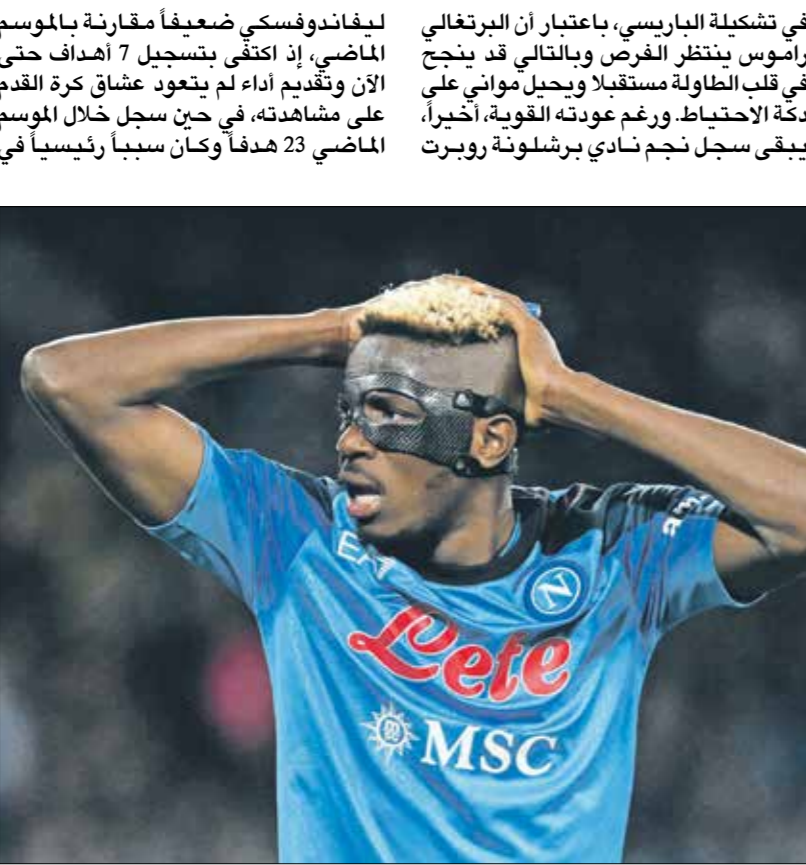 في تشكيلة الباريسي، باعتبار أن البرتغالي
راموس ينتظر الفرص وبالتالي قد ينجح
في قلب الطاولة مستقبلا ويحيل مواني على
دكة الاحتياط. ورغم عودته القوية، أخيراً،
يبقى سجل نجم نادي برشلونة روبرت
ليفاندوفسكي ضعيفاً مقارنة بالموسم
الماضي، إذ اكتفى بتسجيل 7 أهداف حتى
الآن وتقديم أداء لم يتعود عشاق كرة القدم
على مشاهدته، في حين سجل خلال الموسم
الماضي 23 هدفاً وكان سبباً رئيسياً في
EA7
N
Lete
MSC